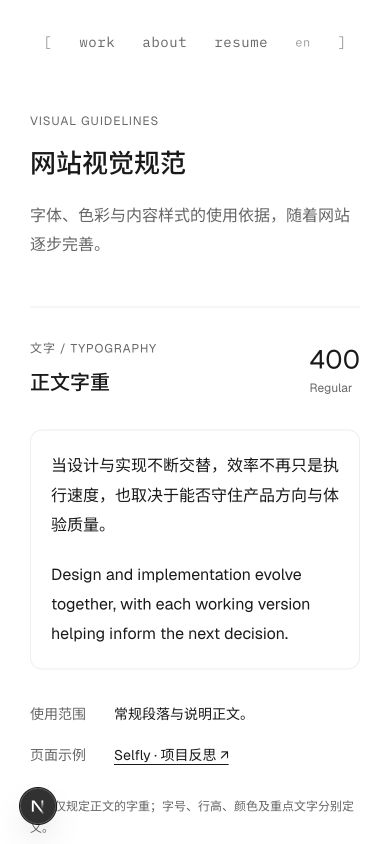 [ work about resume en ]
VISUAL GUIDELINES
网站视觉规范
字体、色彩与内容样式的使用依据，随着网站
逐步完善。
文字 / TYPOGRAPHY
400
正文字重
Regular
当设计与实现不断交替，效率不再只是执
行速度，也取决于能否守住产品方向与体
验质量。
Design and implementation evolve
together, with each working version
helping inform the next decision.
使用范围 常规段落与说明正文。
页面示例 Selfly · 项目反思 ↗
N
仅规定正文的字重；字号、行高、颜色及重点文字分别定
文。